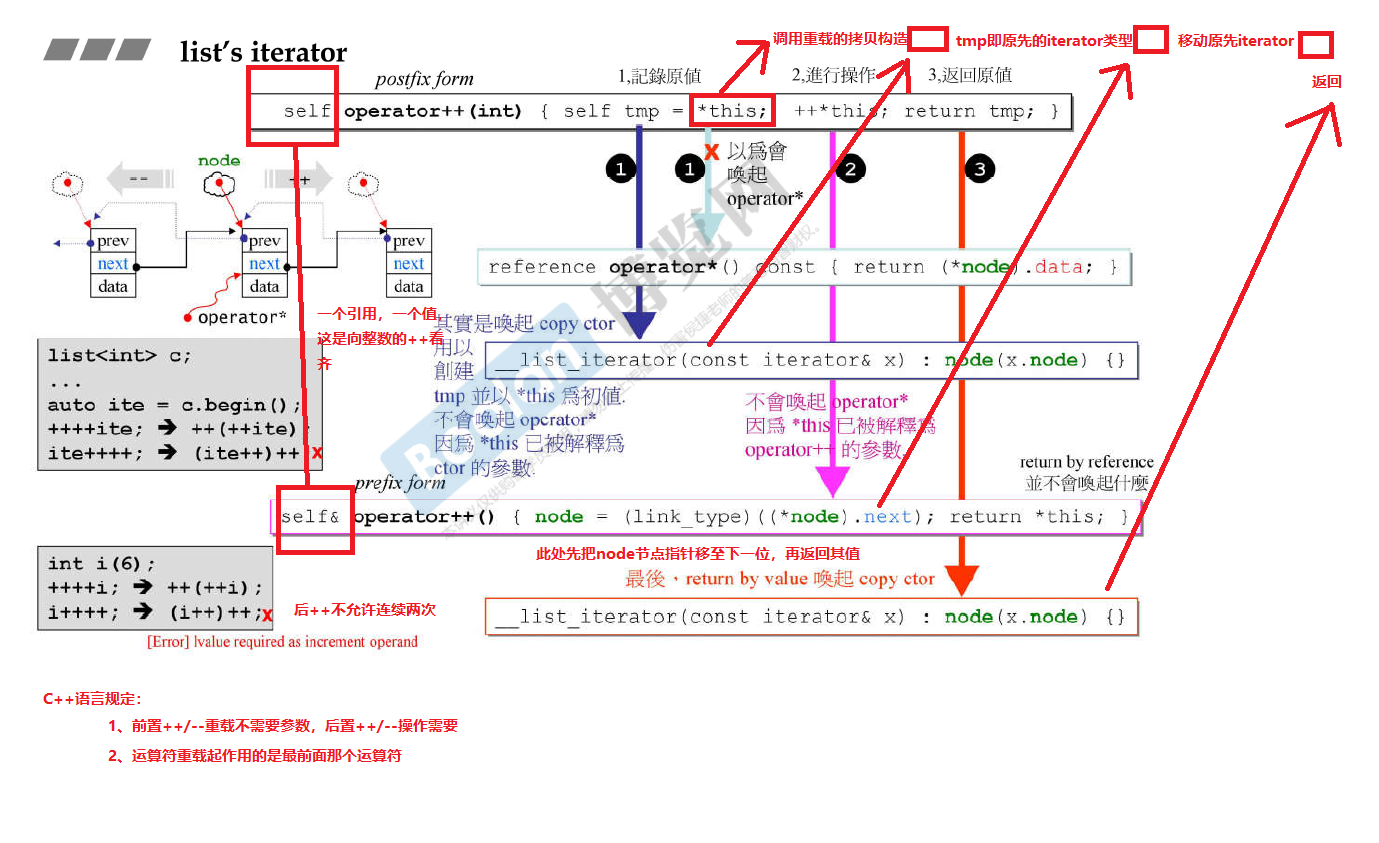 调用重载的拷贝构造
tmp即原先的iterator类型
移动原先iterator
返回
list's iterator
postfix form
1,記錄原值
2,進行操作
3,返回原值
self operator++(int) { self tmp = *this; ++*this; return tmp; }
1
1
x
以爲會
喚起
operator*
2
3
node
--
++
prev
next
data
prev
next
data
prev
next
data
operator*
reference operator*() const { return (*node).data; }
一个引用，一个值，
这是向整数的++看
齐
其實是喚起 copy ctor
用以
創建
tmp 並以 *this 爲初值.
不會喚起 operator*
因爲 *this 已被解釋爲
ctor 的參數.
__list_iterator(const iterator& x) : node(x.node) {}
不會喚起 operator*
因爲 *this 已被解釋爲
operator++ 的參數.
list<int> c;
...
auto ite = c.begin();
++++ite; ➔ ++(++ite);
ite++++; ➔ (ite++)++ x
return by reference
並不會喚起什麼
prefix form
self& operator++() { node = (link_type)((*node).next); return *this; }
此处先把node节点指针移至下一位，再返回其值
最後、return by value 喚起 copy ctor
__list_iterator(const iterator& x) : node(x.node) {}
int i(6);
++++i; ➔ ++(++i);
i++++; ➔ (i++)++; x
后++不允许连续两次
[Error] lvalue required as increment operand
C++语言规定：
1、前置++/--重载不需要参数，后置++/--操作需要
2、运算符重载起作用的是最前面那个运算符
Boolan
博览网